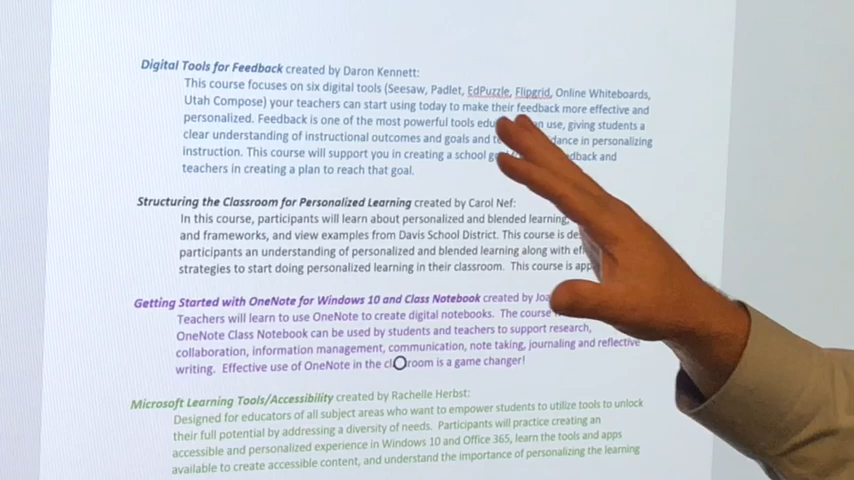 Digital Tools for Feedback created by Daron Kennett:
This course focuses on six digital tools (Seesaw, Padlet, EdPuzzle, Flipgrid, Online Whiteboards,
Utah Compose) your teachers can start using today to make their feedback more effective and
personalized. Feedback is one of the most powerful tools use, giving students a
clear understanding of instructional outcomes and goals and in personalizing
instruction. This course will support you in creating a school and
teachers in creating a plan to reach that goal.
Structuring the Classroom for Personalized Learning created by Carol Nef:
In this course, participants will learn about personalized and blended learning
and frameworks, and view examples from Davis School District. This course is
participants an understanding of personalized and blended learning along with
strategies to start doing personalized learning in their classroom. This course is
Getting Started with OneNote for Windows 10 and Class Notebook created by
Teachers will learn to use OneNote to create digital notebooks. The course
OneNote Class Notebook can be used by students and teachers to support research,
collaboration, information management, communication, note taking, journaling and reflective
writing. Effective use of OneNote in the is a game changer!
Microsoft Learning Tools/Accessibility created by Rachelle Herbst:
Designed for educators of all subject areas who want to empower students to utilize tools to unlock
their full potential by addressing a diversity of needs. Participants will practice creating an
accessible and personalized experience in Windows 10 and Office 365, learn the tools and apps
available to create accessible content, and understand the importance of personalizing the learning